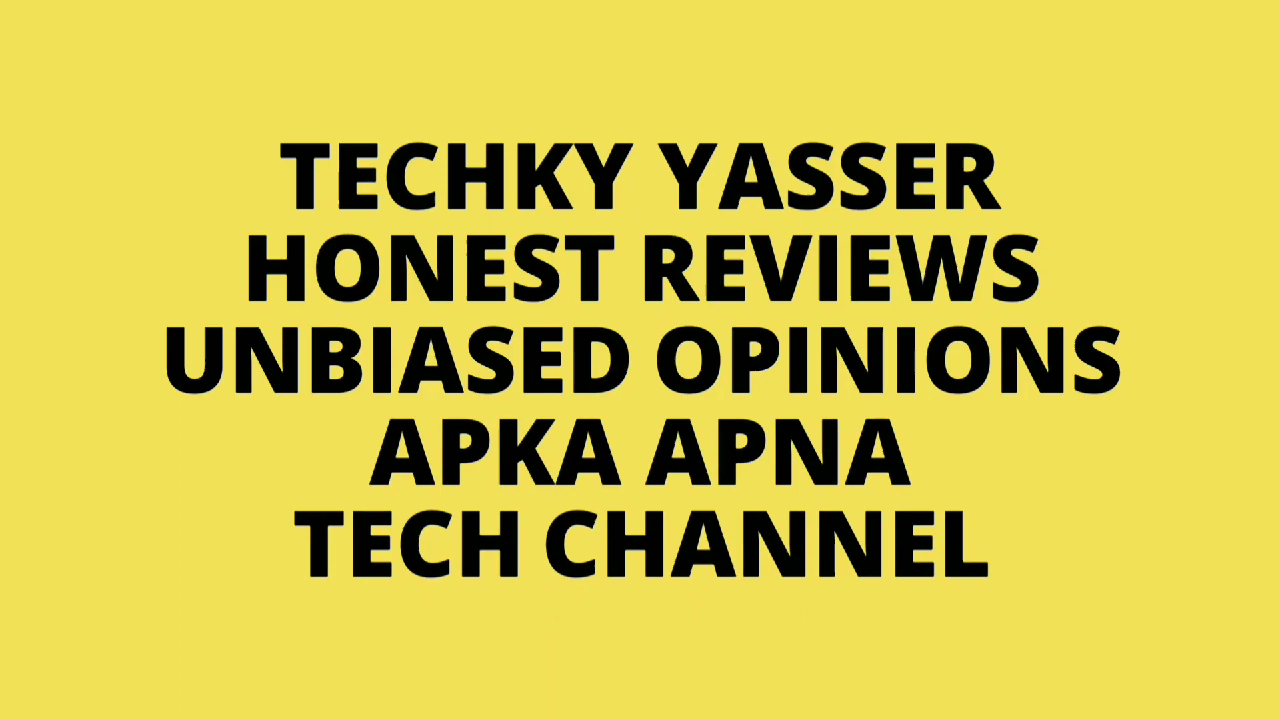 TECHKY YASSER
HONEST REVIEWS
UNBIASED OPINIONS
APKA APNA
TECH CHANNEL